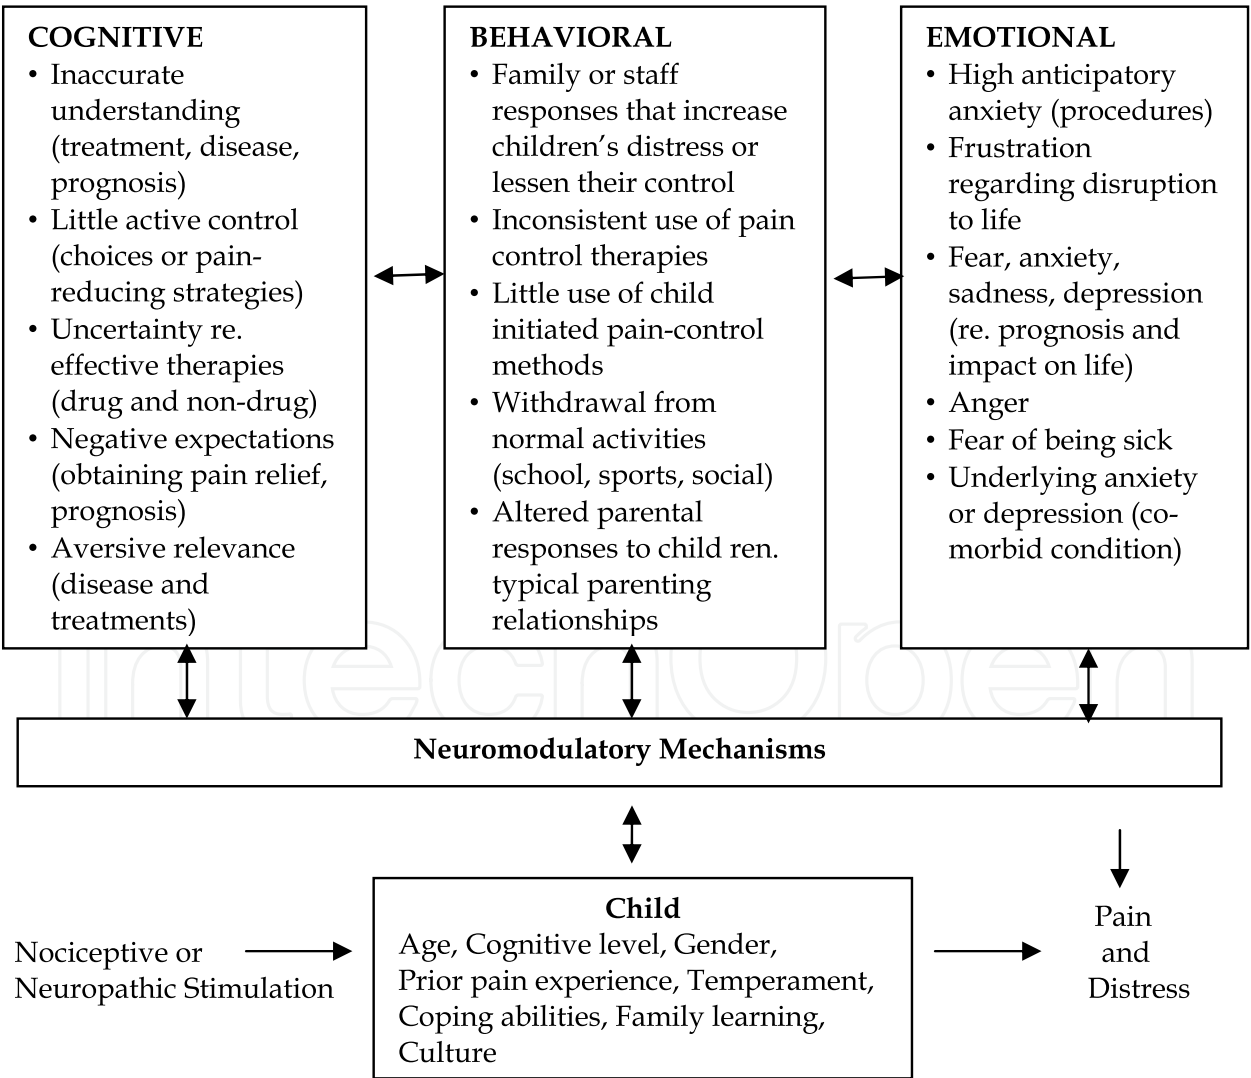 COGNITIVE
• Inaccurate
understanding
(treatment, disease,
prognosis)
• Little active control
(choices or pain-
reducing strategies)
• Uncertainty re.
effective therapies
(drug and non-drug)
• Negative expectations
(obtaining pain relief,
prognosis)
• Aversive relevance
(disease and
treatments)
BEHAVIORAL
• Family or staff
responses that increase
children’s distress or
lessen their control
• Inconsistent use of pain
control therapies
• Little use of child
initiated pain-control
methods
• Withdrawal from
normal activities
(school, sports, social)
• Altered parental
responses to child ren.
typical parenting
relationships
EMOTIONAL
• High anticipatory
anxiety (procedures)
• Frustration
regarding disruption
to life
• Fear, anxiety,
sadness, depression
(re. prognosis and
impact on life)
• Anger
• Fear of being sick
• Underlying anxiety
or depression (co-
morbid condition)
IntechOpen
Neuromodulatory Mechanisms
Nociceptive or
Neuropathic Stimulation
Child
Age, Cognitive level, Gender,
Prior pain experience, Temperament,
Coping abilities, Family learning,
Culture
Pain
and
Distress